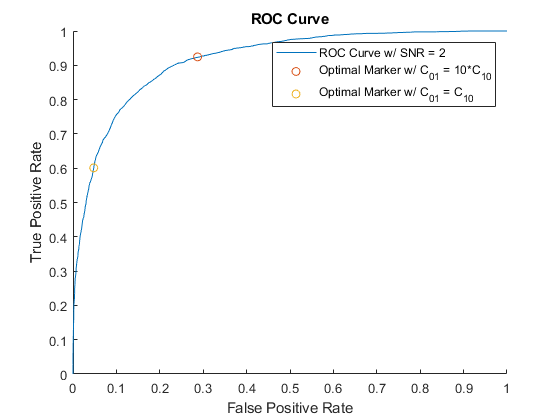 ROC Curve
ROC Curve w/ SNR = 2
Optimal Marker w/ C01 = 10*C10
Optimal Marker w/ C01 = C10
True Positive Rate
1
0.9
0.8
0.7
0.6
0.5
0.4
0.3
0.2
0.1
0
0 0.1 0.2 0.3 0.4 0.5 0.6 0.7 0.8 0.9 1
False Positive Rate